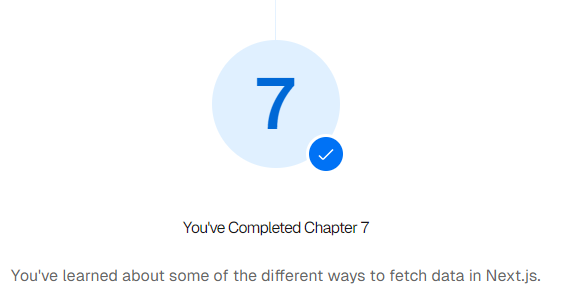 7
You've Completed Chapter 7
You've learned about some of the different ways to fetch data in Next.js.